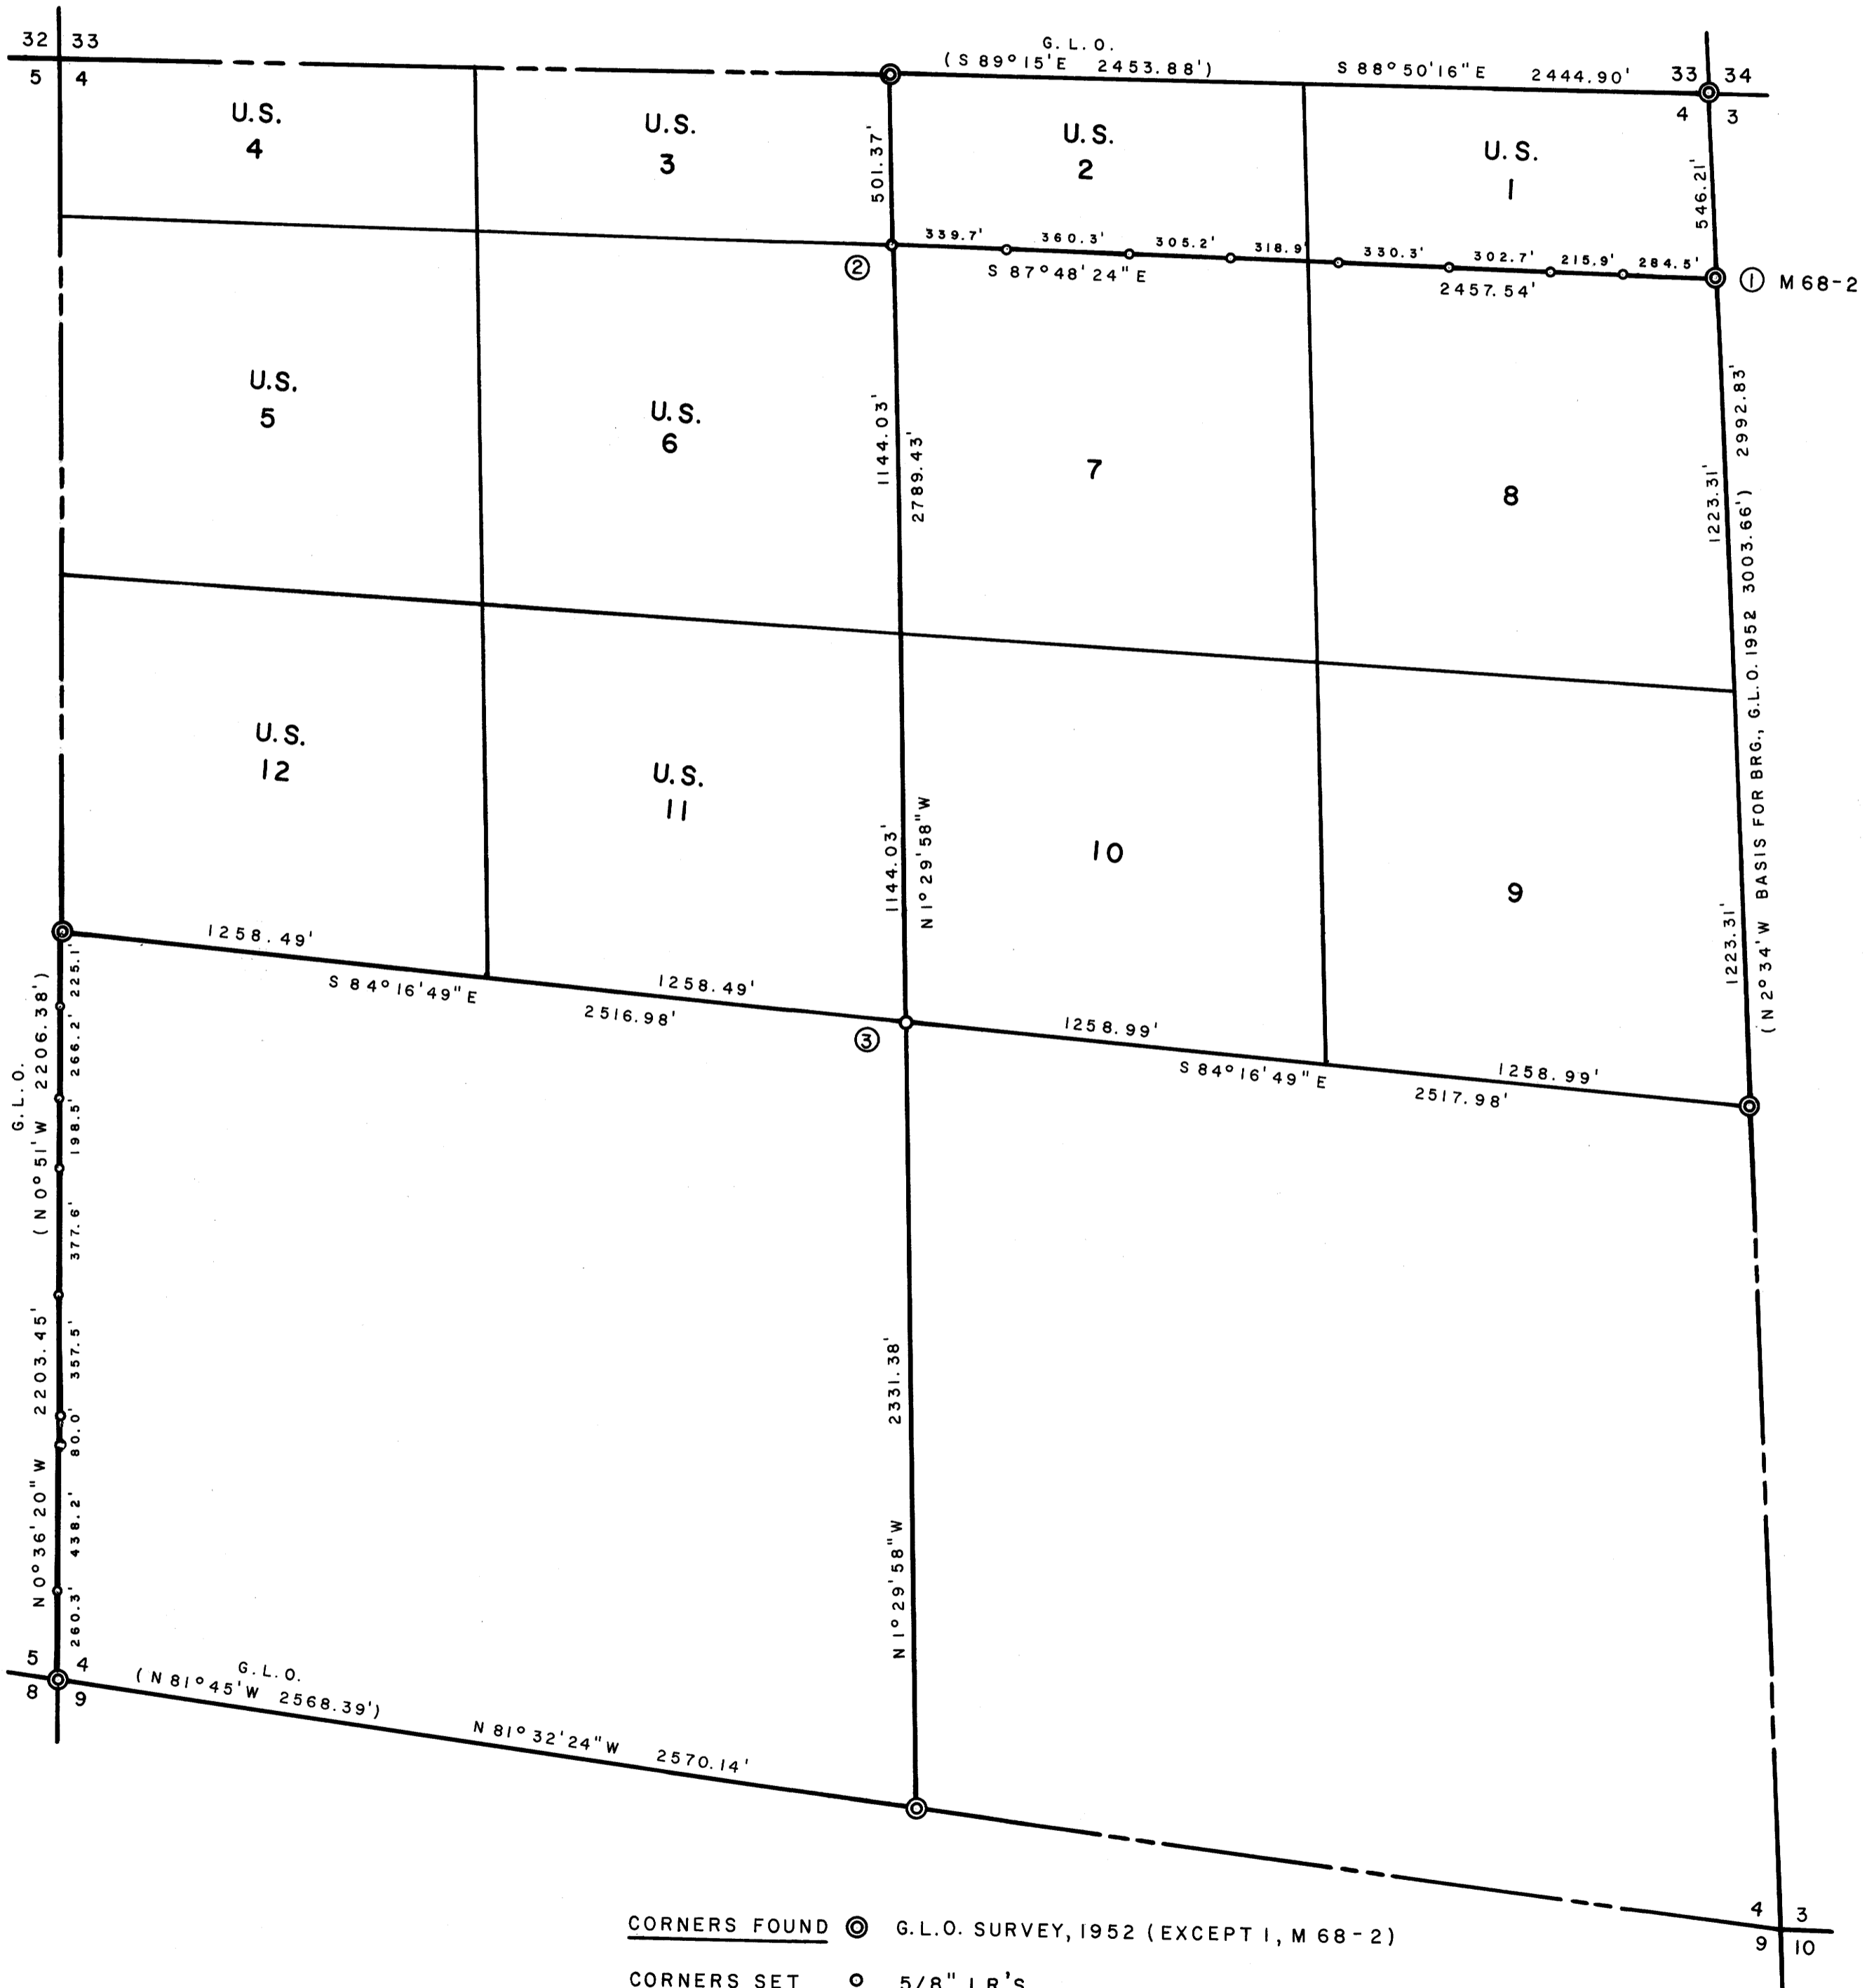 32 33
5 4
G. L. O.
(S 89°15'E 2453.88')
S 88°50'16"E 2444.90'
33 34
4 3
U.S.
4
U.S.
3
U.S.
2
U.S.
1
501.37'
546.21'
339.7' 360.3' 305.2' 318.9' 330.3' 302.7' 215.9' 284.5'
2
S 87°48'24"E
2457.54'
1 M 68-2
U.S.
5
U.S.
6
7
8
1144.03'
2789.43'
1223.31'
2992.83'
(N 2°34'W BASIS FOR BRG., G.L.O. 1952 3003.66')
U.S.
12
U.S.
11
10
9
1144.03'
N 1°29'58"W
1223.31'
1258.49'
S 84°16'49"E
1258.49'
2516.98'
3
1258.99'
S 84°16'49"E
1258.99'
2517.98'
G.L.O.
(N 0°51'W 2206.38')
N 0°36'20"W 2203.45'
225.1'
266.2'
198.5'
377.6'
357.5'
80.0'
438.2'
260.3'
2331.38'
N 1°29'58"W
5 4
8 9
G.L.O.
(N 81°45'W 2568.39')
N 81°32'24"W 2570.14'
4 3
9 10
CORNERS FOUND G.L.O. SURVEY, 1952 (EXCEPT 1, M 68-2)
CORNERS SET 5/8" I.R'S